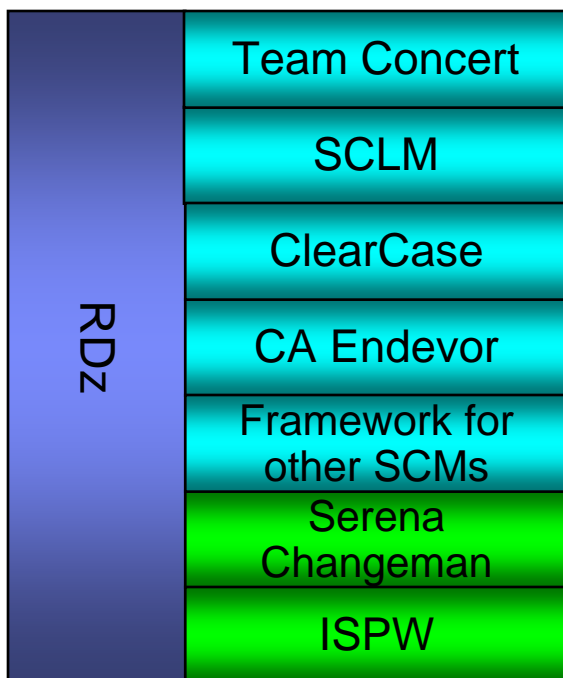 RDz
Team Concert
SCLM
ClearCase
CA Endevor
Framework for
other SCMs
Serena
Changeman
ISPW